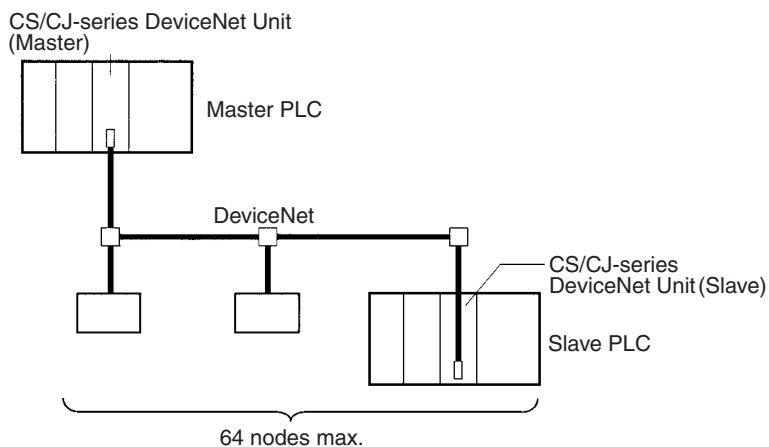 CS/CJ-series DeviceNet Unit
(Master)
Master PLC
DeviceNet
CS/CJ-series
DeviceNet Unit (Slave)
Slave PLC
64 nodes max.